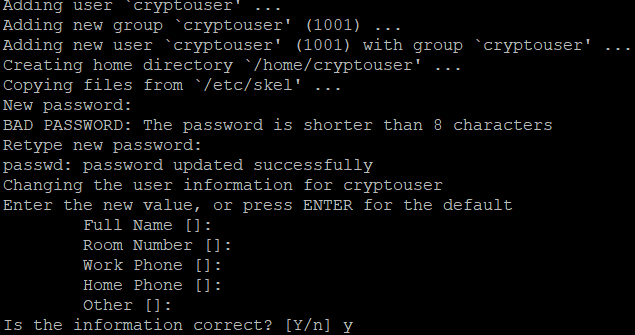 Adding user `cryptouser' ...
Adding new group `cryptouser' (1001) ...
Adding new user `cryptouser' (1001) with group `cryptouser' ...
Creating home directory `/home/cryptouser' ...
Copying files from `/etc/skel' ...
New password:
BAD PASSWORD: The password is shorter than 8 characters
Retype new password:
passwd: password updated successfully
Changing the user information for cryptouser
Enter the new value, or press ENTER for the default
Full Name []:
Room Number []:
Work Phone []:
Home Phone []:
Other []:
Is the information correct? [Y/n] y